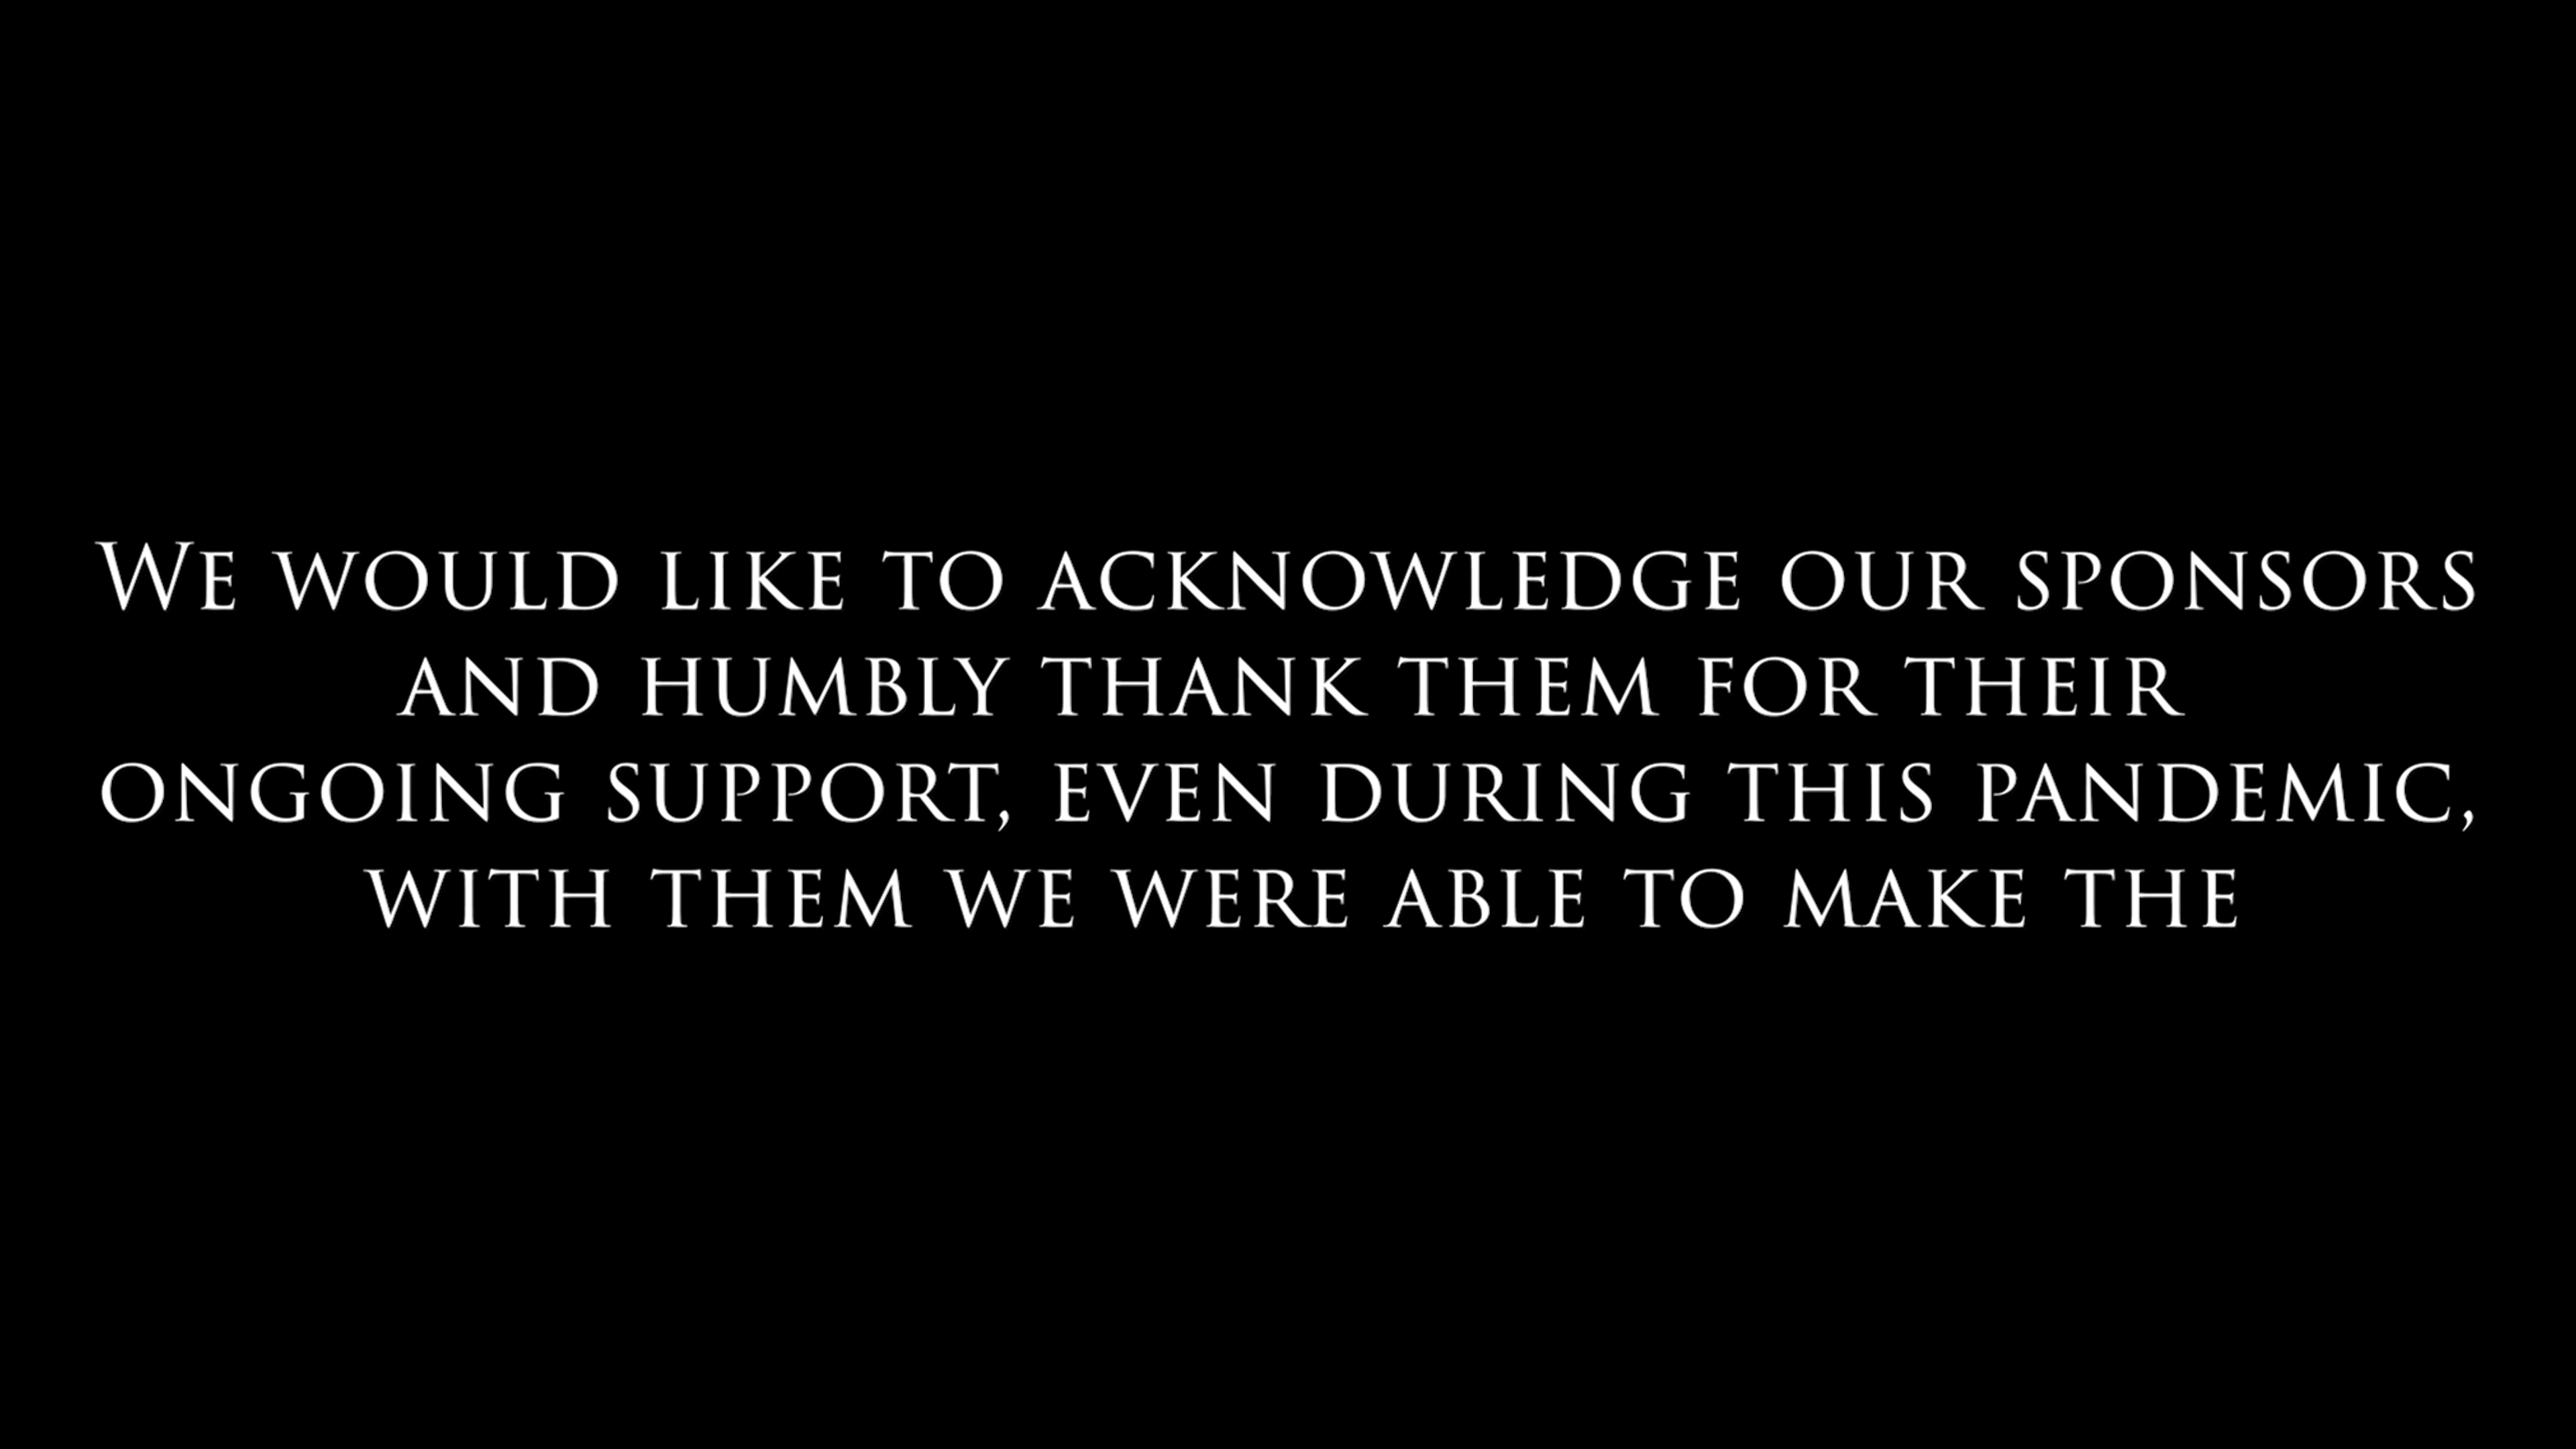 We would like to acknowledge our sponsors
and humbly thank them for their
ongoing support, even during this pandemic,
with them we were able to make the